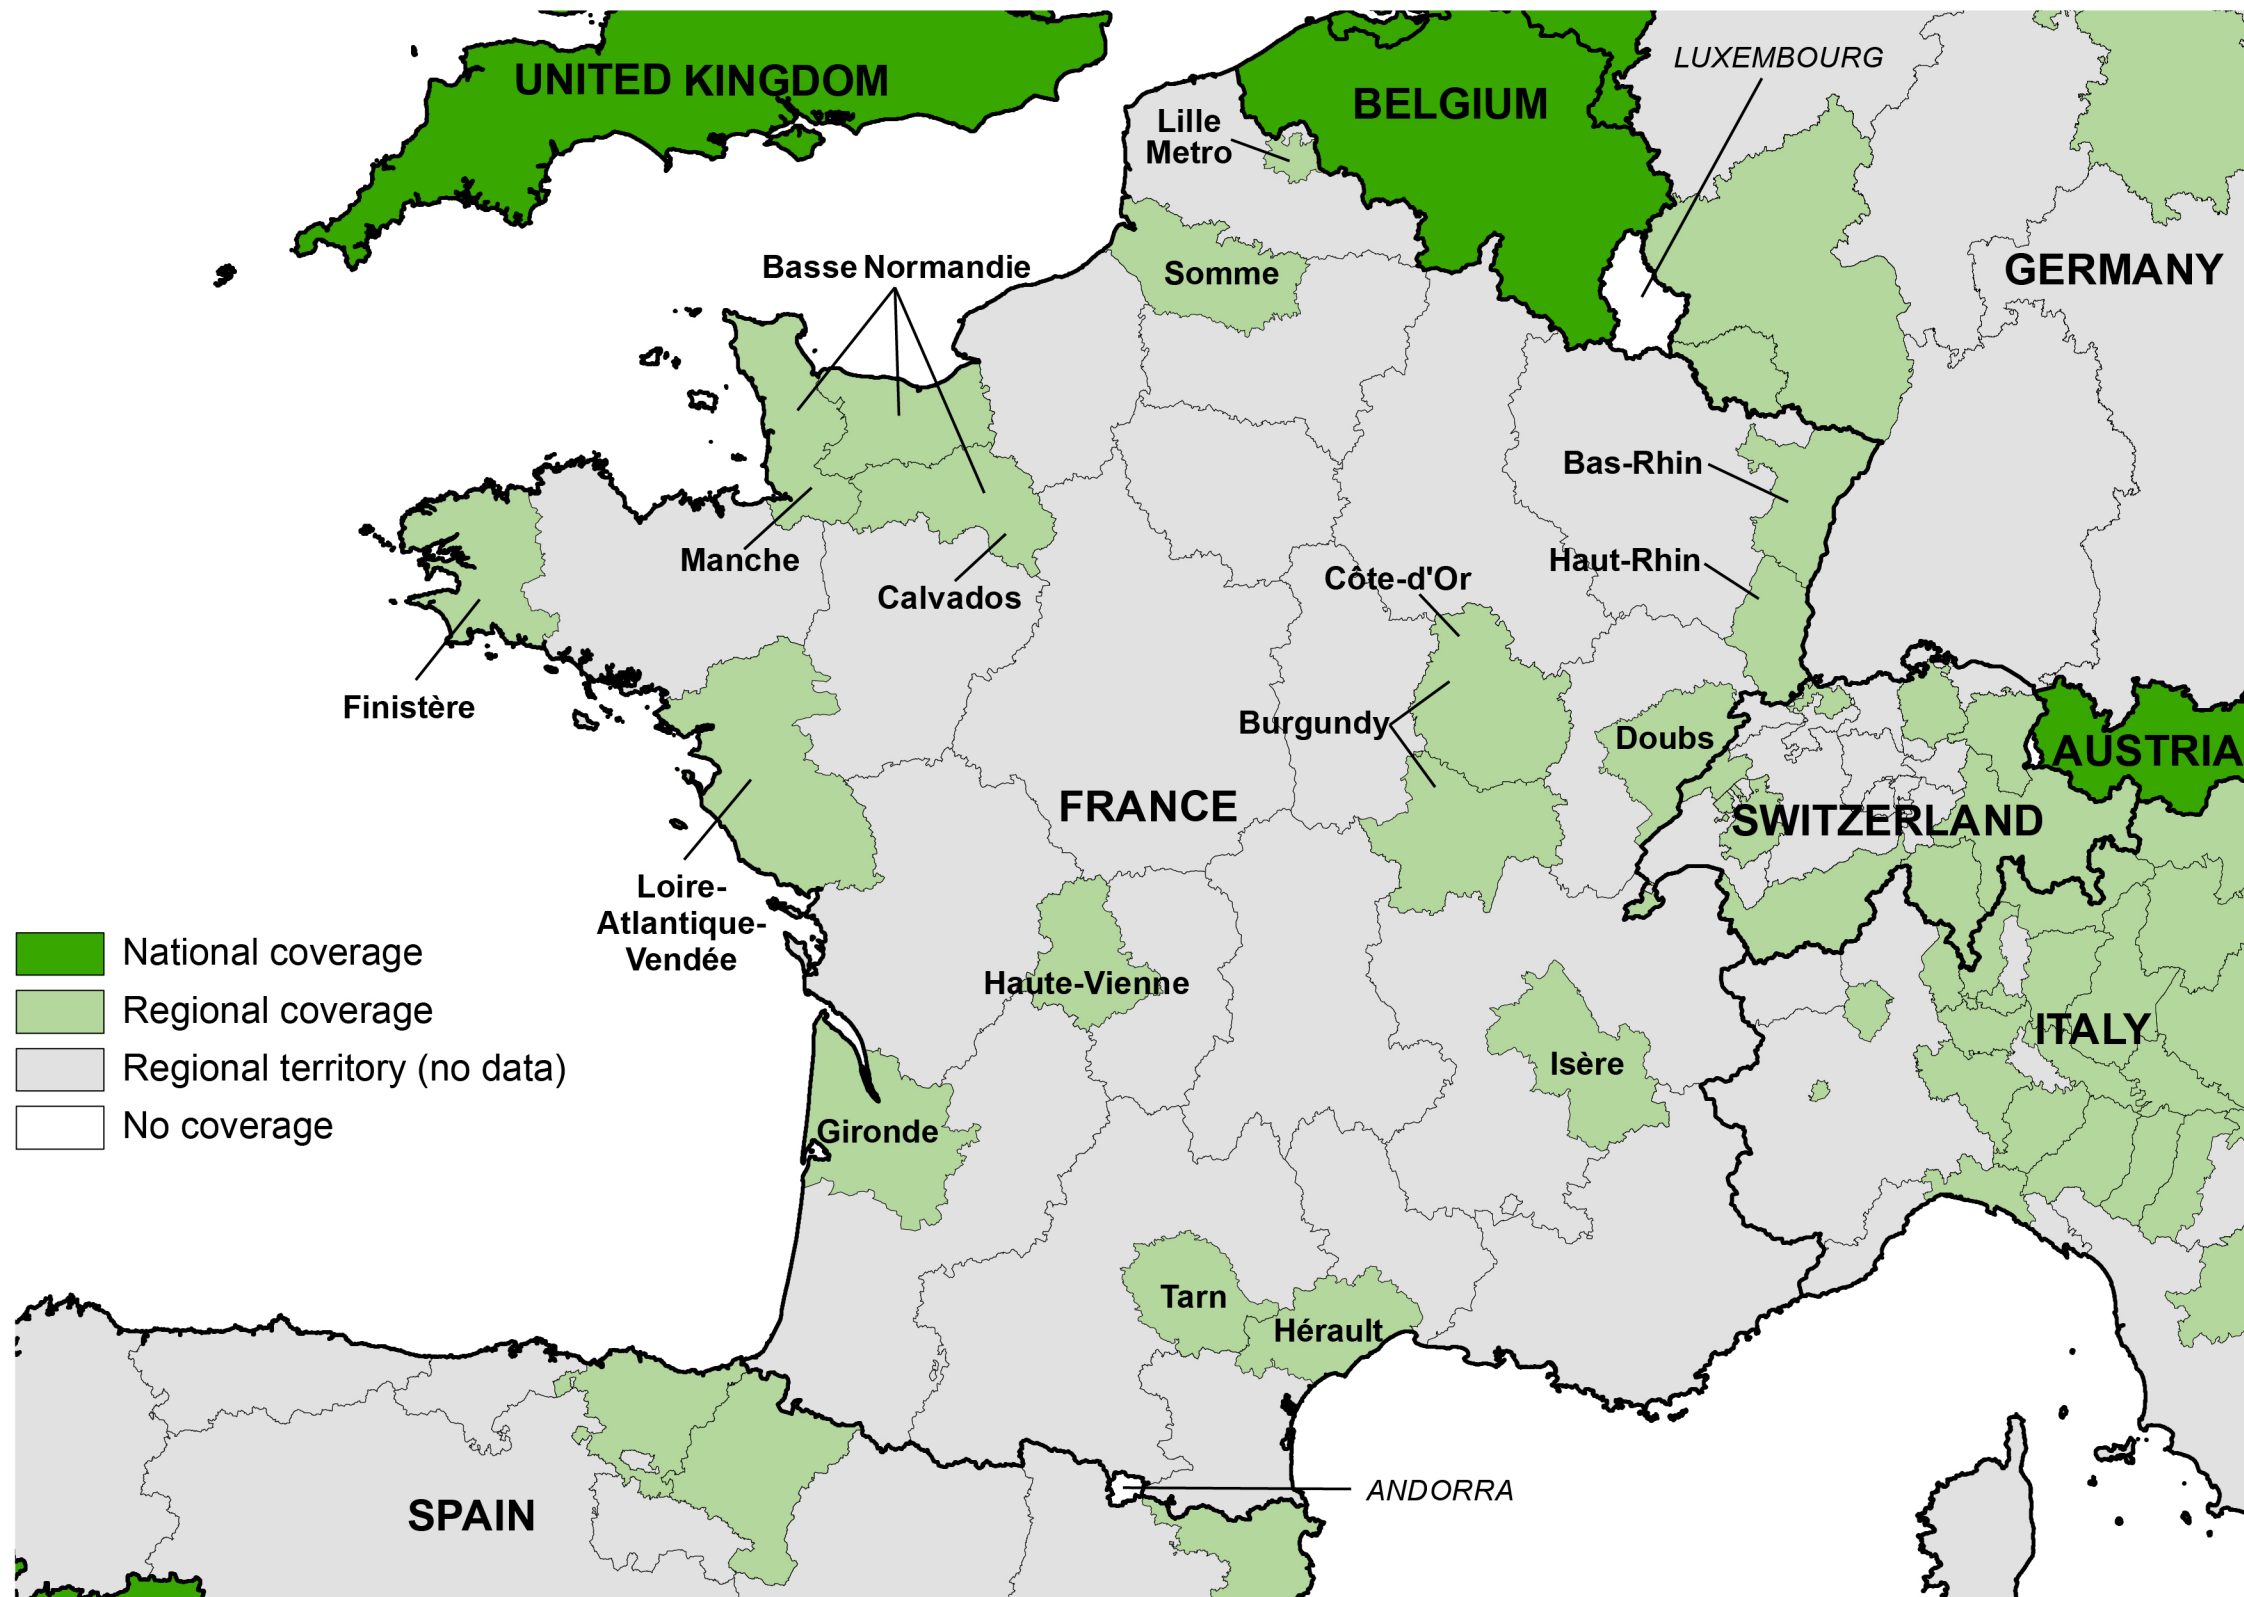 LUXEMBOURG
UNITED KINGDOM
BELGIUM
Lille
Metro
Basse Normandie
Somme
GERMANY
Bas-Rhin
Manche
Haut-Rhin
Côte-d'Or
Calvados
Finistère
Burgundy
Doubs
AUSTRIA
FRANCE
SWITZERLAND
Loire-
Atlantique-
Vendée
National coverage
Haute-Vienne
Regional coverage
ITALY
Isère
Regional territory (no data)
No coverage
Gironde
Tarn
Hérault
ANDORRA
SPAIN